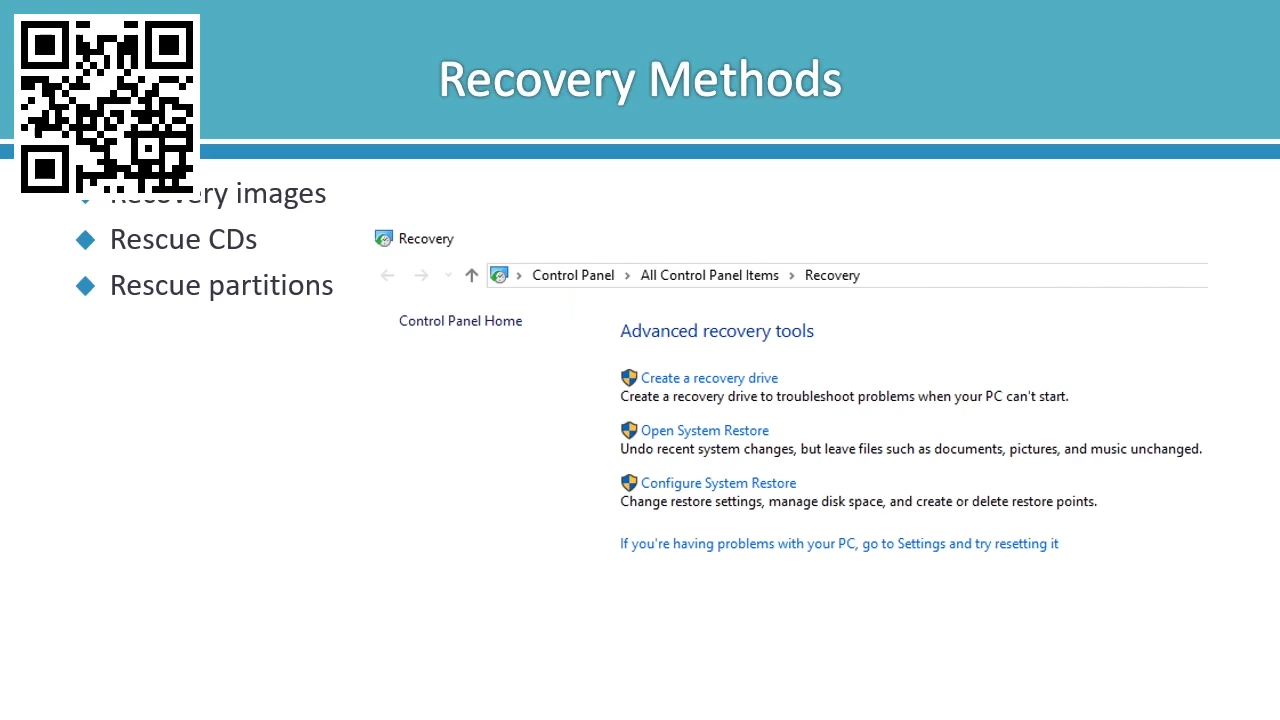 Recovery Methods
Recovery images
Rescue CDs
Rescue partitions
Recovery
Control Panel › All Control Panel Items › Recovery
Control Panel Home
Advanced recovery tools
Create a recovery drive
Create a recovery drive to troubleshoot problems when your PC can't start.
Open System Restore
Undo recent system changes, but leave files such as documents, pictures, and music unchanged.
Configure System Restore
Change restore settings, manage disk space, and create or delete restore points.
If you're having problems with your PC, go to Settings and try resetting it